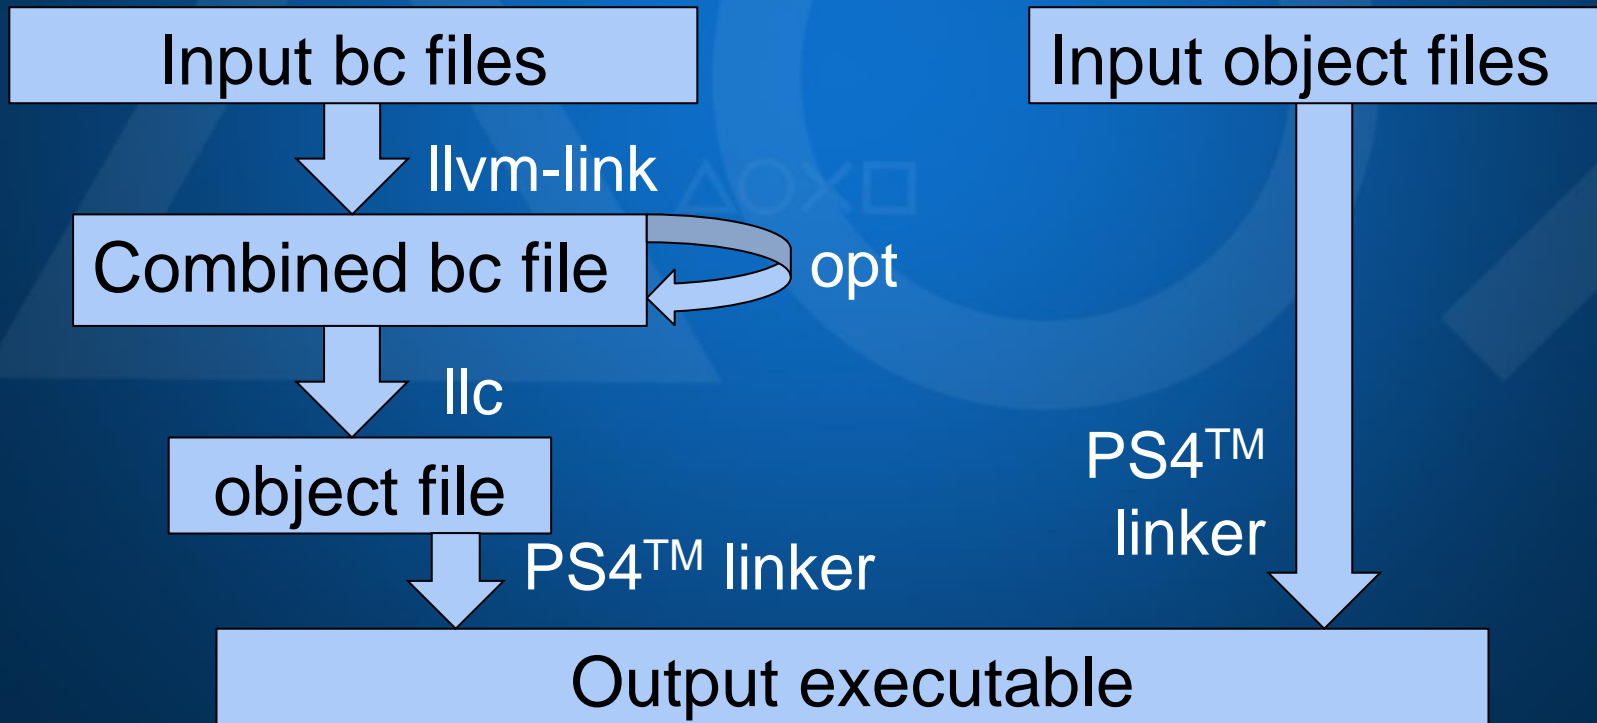 Input bc files
Input object files
llvm-link
Combined bc file
opt
llc
object file
PS4™
linker
PS4™ linker
Output executable